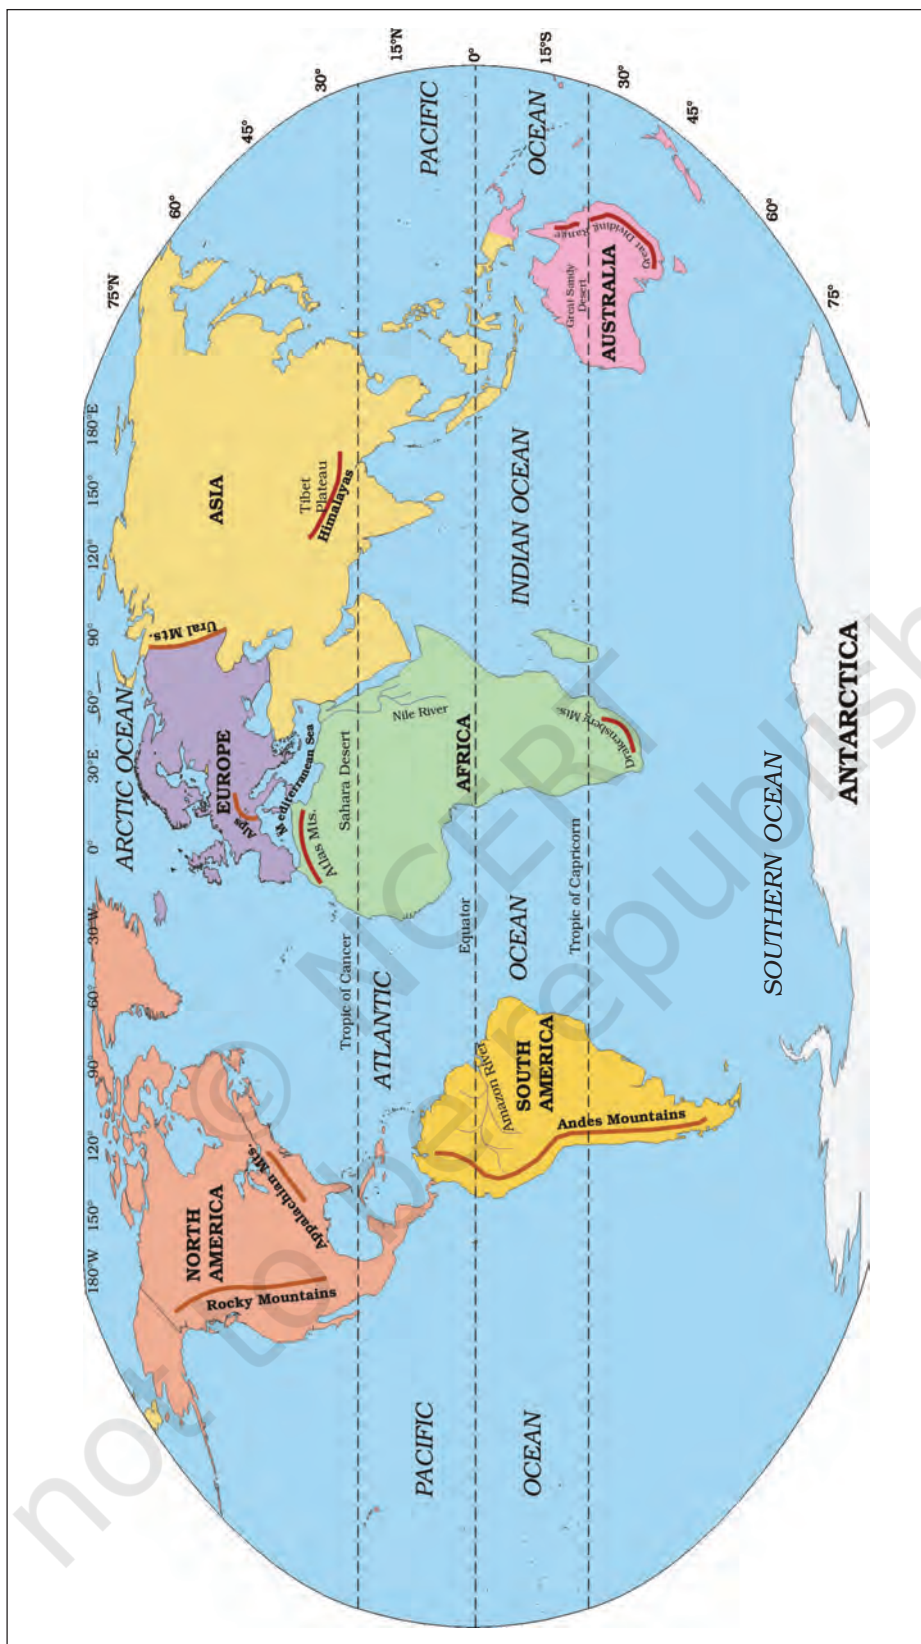 75°N
60°
45°
30°
15°N
0°
15°S
30°
45°
60°
75°
180°W
150°
120°
90°
60°
30°W
0°
30°E
60°
90°
120°
150°
180°E
ARCTIC OCEAN
NORTH
AMERICA
Rocky Mountains
Appalachian Mts.
EUROPE
Alps
Ural Mts.
Mediterranean Sea
ASIA
Tibet
Plateau
Himalayas
Atlas Mts.
Sahara Desert
Nile River
AFRICA
Drakensberg Mts.
Tropic of Cancer
Equator
Tropic of Capricorn
PACIFIC
OCEAN
ATLANTIC
OCEAN
INDIAN OCEAN
PACIFIC
OCEAN
SOUTH
AMERICA
Amazon River
Andes Mountains
AUSTRALIA
Great Sandy
Desert
Great Dividing Range
SOUTHERN OCEAN
ANTARCTICA
© NCERT
not to be republish